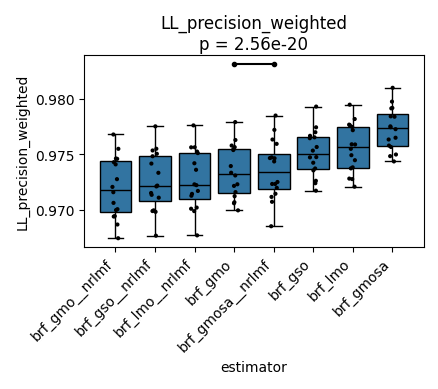 LL_precision_weighted
p = 2.56e-20
LL_precision_weighted
0.980
0.975
0.970
brf_gmo__nrlmf
brf_gso__nrlmf
brf_lmo__nrlmf
brf_gmo
brf_gmosa__nrlmf
brf_gso
brf_lmo
brf_gmosa
estimator